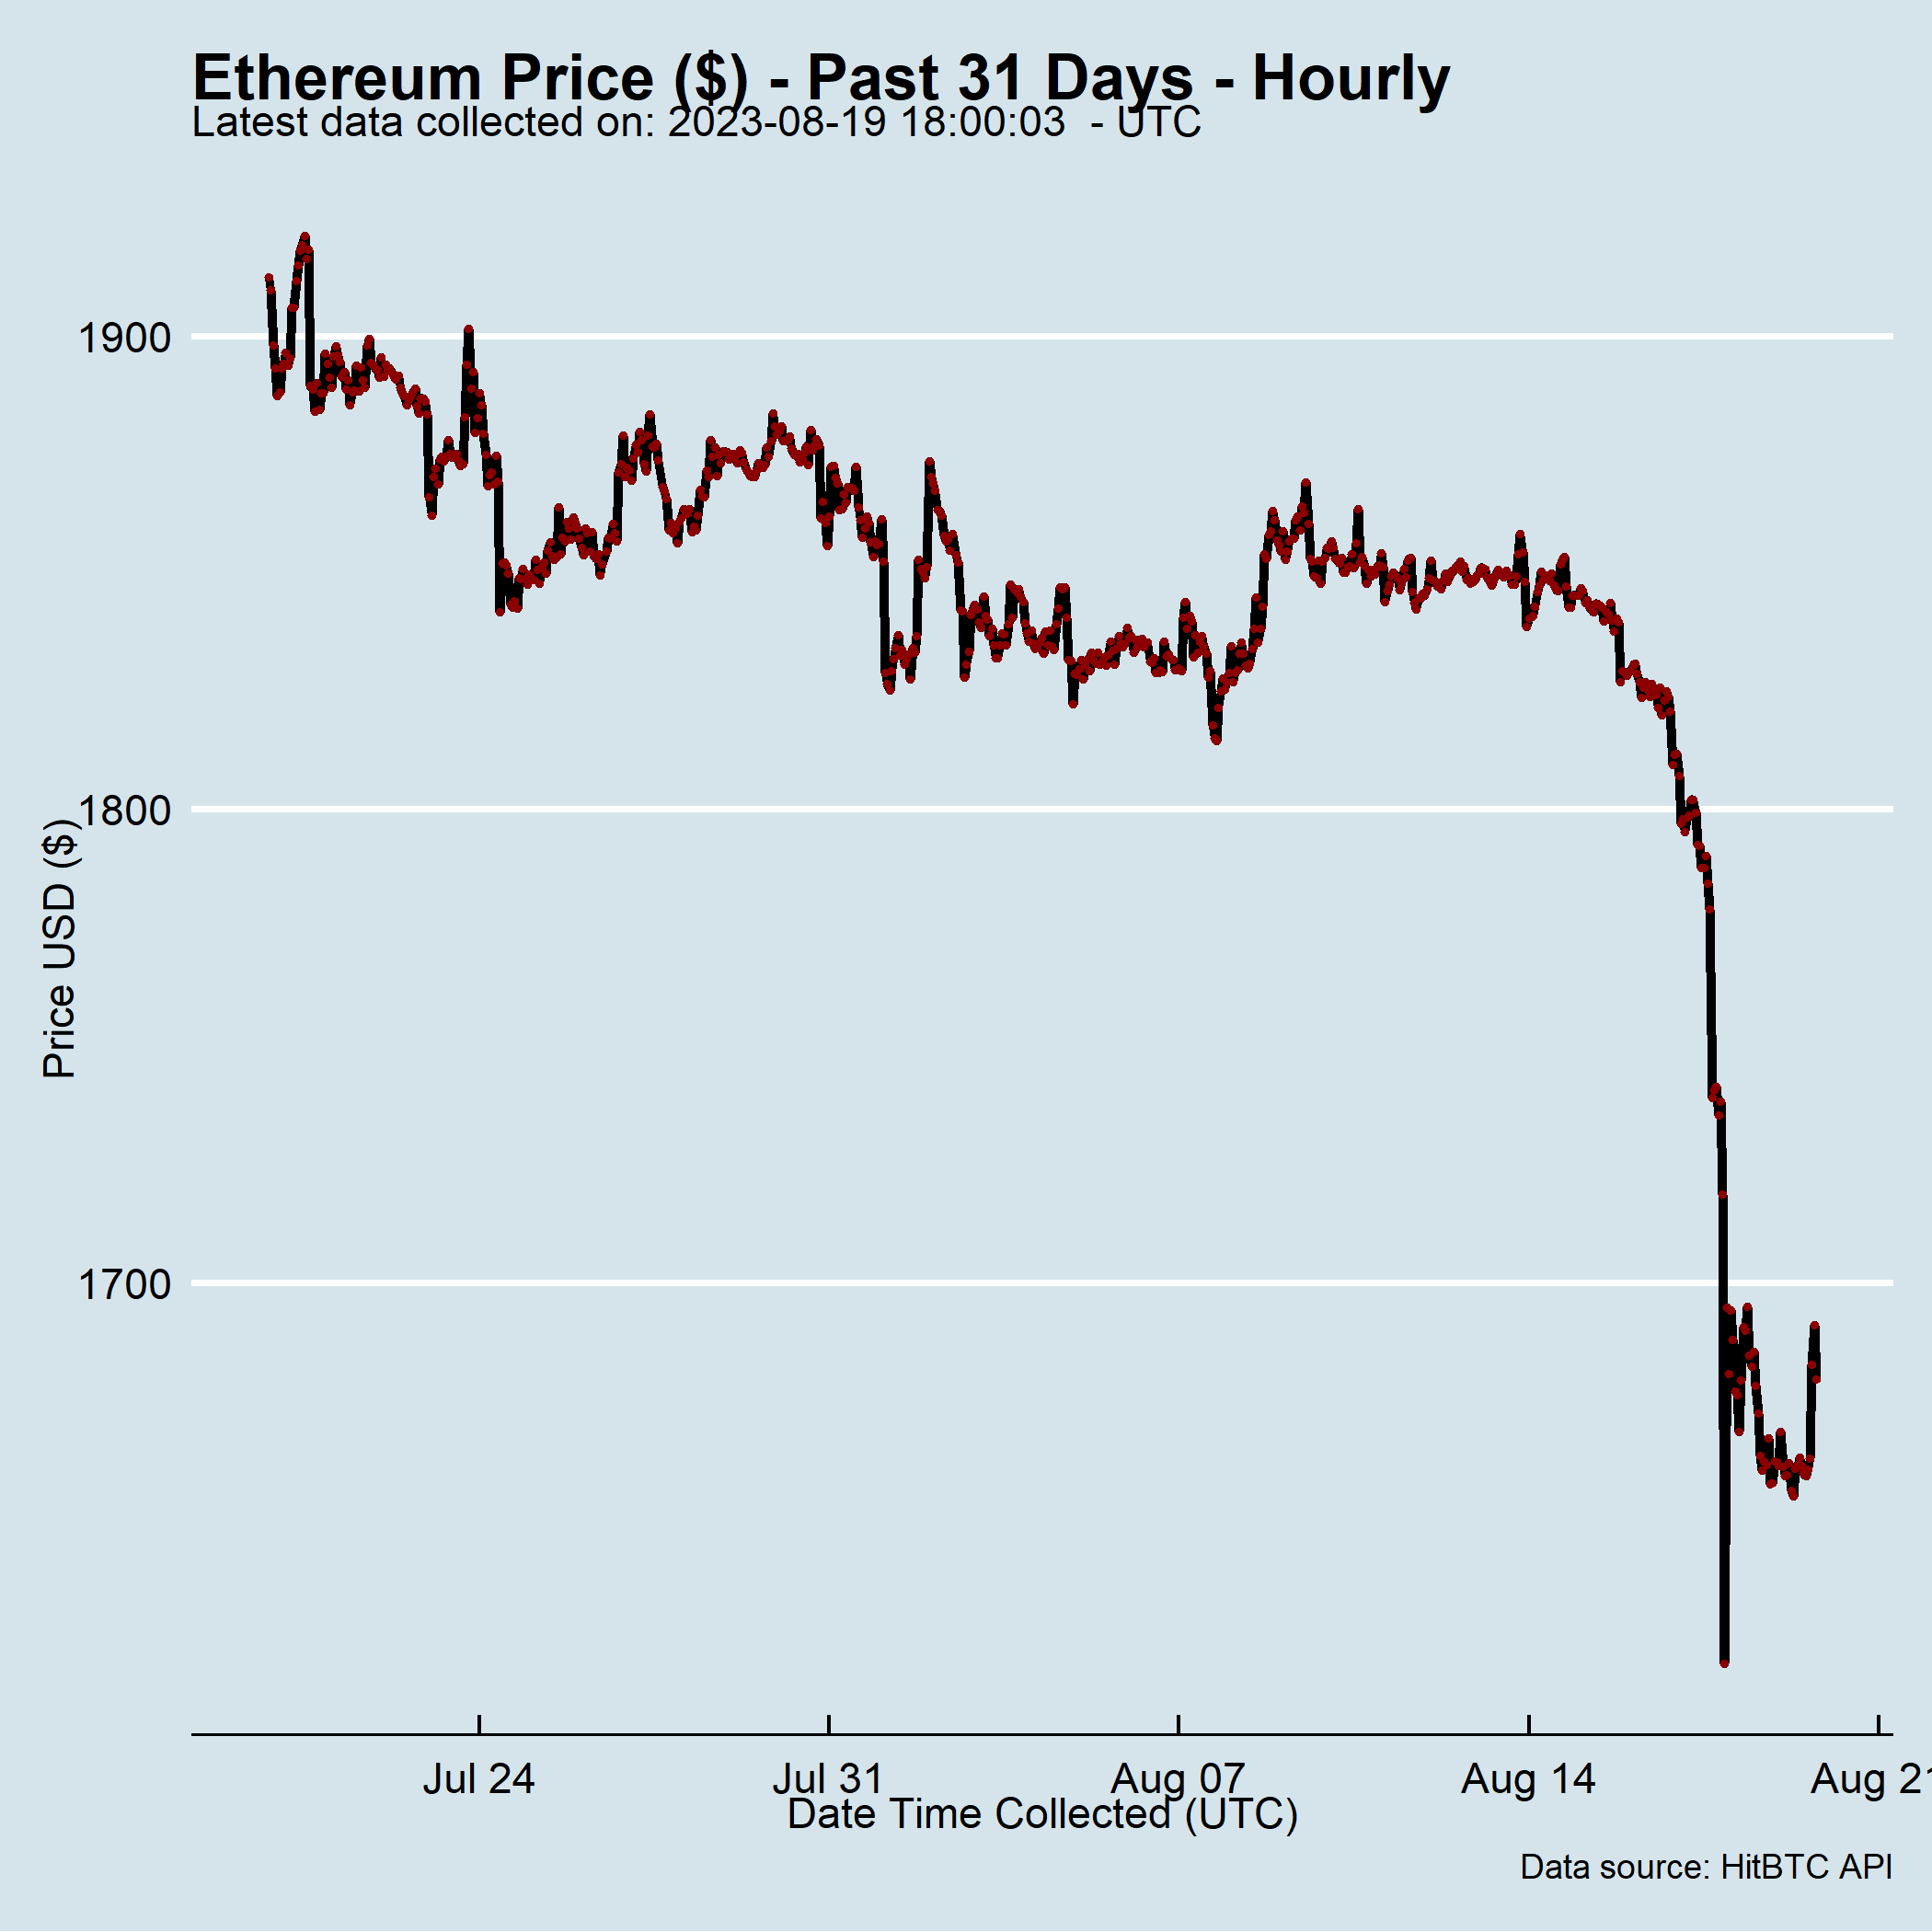 Ethereum Price ($) - Past 31 Days - Hourly
Latest data collected on: 2023-08-19 18:00:03  - UTC
1900
1800
1700
Price USD ($)
Jul 24
Jul 31
Aug 07
Aug 14
Aug 21
Date Time Collected (UTC)
Data source: HitBTC API